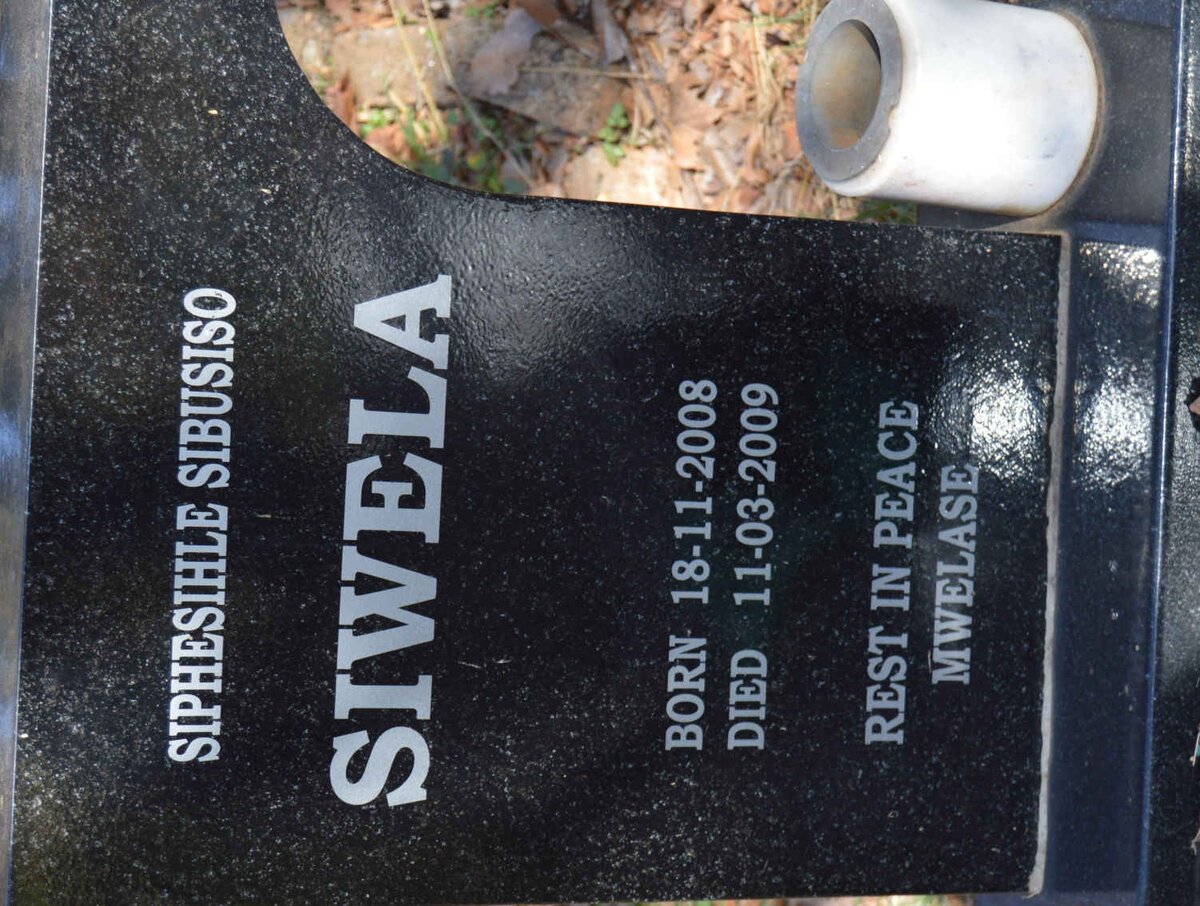 SIPHESIHLE SIBUSISO
SIWELA
BORN 18-11-2008
DIED 11-03-2009
REST IN PEACE
MWELASE